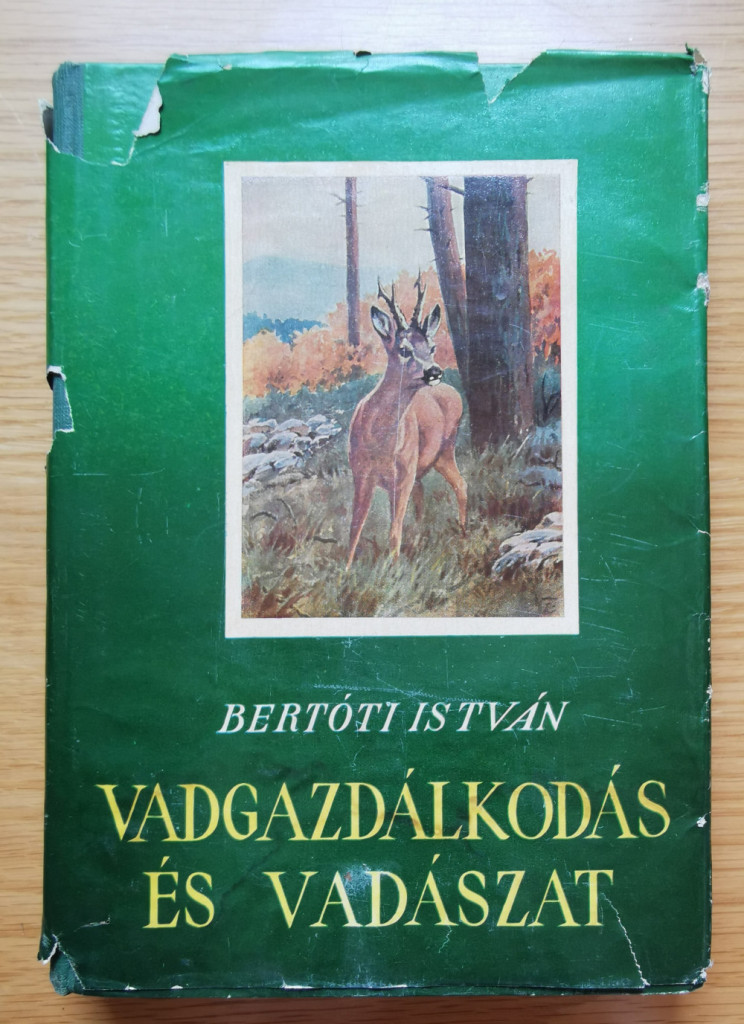 BERTÓTI ISTVÁN
VADGAZDÁLKODÁS
ÉS VADÁSZAT